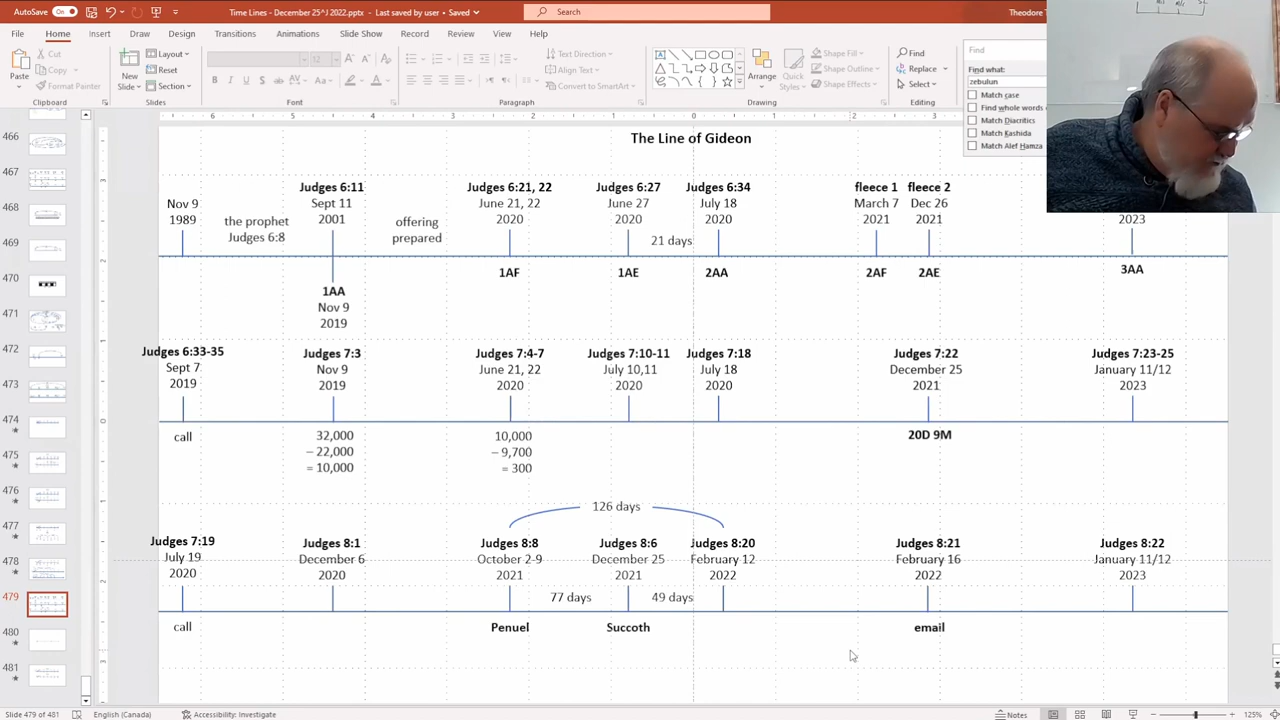 AutoSave On
Time Lines - December 25^J 2022.pptx • Last saved by user • Saved
Search
Theodore T
File Home Insert Draw Design Transitions Animations Slide Show Record Review View Help
Paste
Cut
Copy
Format Painter
Clipboard
New
Slide
Layout
Reset
Section
Slides
Font
Text Direction
Align Text
Convert to SmartArt
Paragraph
Arrange
Quick
Styles
Shape Fill
Shape Outline
Shape Effects
Drawing
Find
Replace
Select
Editing
Find
Find what:
zebulun
Match case
Find whole words
Match Diacritics
Match Kashida
Match Alef Hamza
466
467
468
469
470
471
472
473
474
475
476
477
478
479
480
481
The Line of Gideon
Nov 9
1989
the prophet
Judges 6:8
Judges 6:11
Sept 11
2001
offering
prepared
Judges 6:21, 22
June 21, 22
2020
Judges 6:27
June 27
2020
21 days
Judges 6:34
July 18
2020
fleece 1
March 7
2021
fleece 2
Dec 26
2021
2023
1AA
Nov 9
2019
1AF
1AE
2AA
2AF
2AE
3AA
Judges 6:33-35
Sept 7
2019
Judges 7:3
Nov 9
2019
Judges 7:4-7
June 21, 22
2020
Judges 7:10-11
July 10,11
2020
Judges 7:18
July 18
2020
Judges 7:22
December 25
2021
Judges 7:23-25
January 11/12
2023
call
32,000
– 22,000
= 10,000
10,000
– 9,700
= 300
20D 9M
126 days
Judges 7:19
July 19
2020
Judges 8:1
December 6
2020
Judges 8:8
October 2-9
2021
77 days
Judges 8:6
December 25
2021
49 days
Judges 8:20
February 12
2022
Judges 8:21
February 16
2022
Judges 8:22
January 11/12
2023
call
Penuel
Succoth
email
Slide 479 of 481
English (Canada)
Accessibility: Investigate
Notes
125%